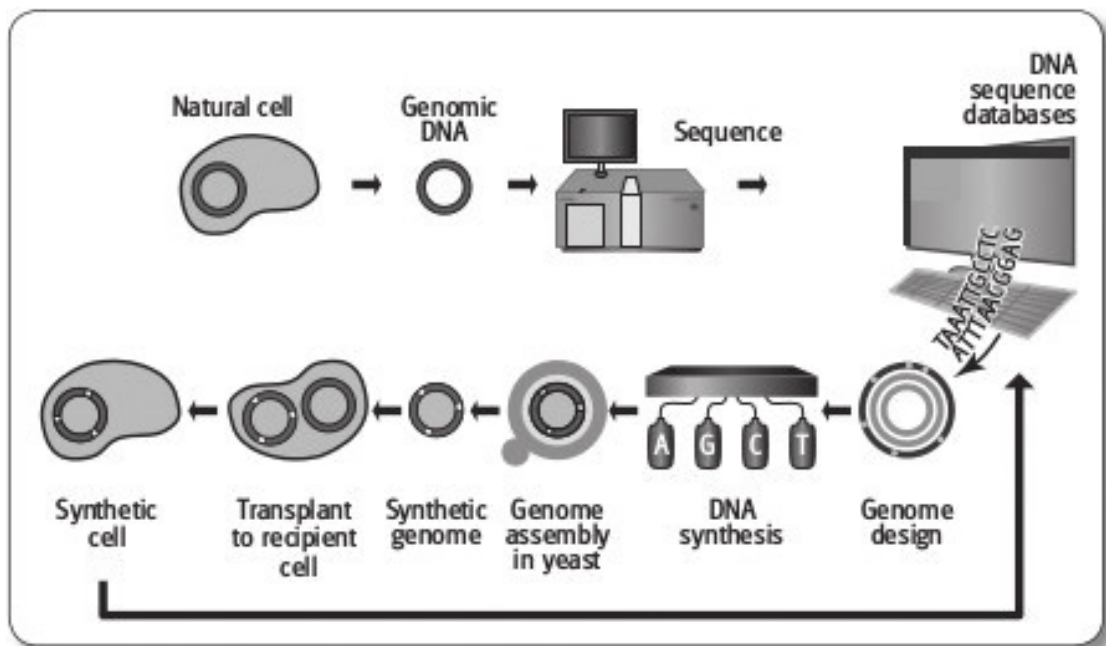 Natural cell
Genomic
DNA
Sequence
DNA
sequence
databases
TAAATTGCCTC
ATTTAACGGAG
A G C T
Synthetic
cell
Transplant
to recipient
cell
Synthetic
genome
Genome
assembly
in yeast
DNA
synthesis
Genome
design